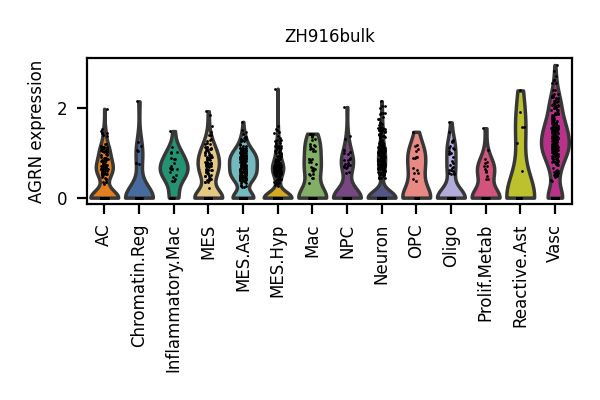 ZH916bulk
AGRN expression
2
0
AC
Chromatin.Reg
Inflammatory.Mac
MES
MES.Ast
MES.Hyp
Mac
NPC
Neuron
OPC
Oligo
Prolif.Metab
Reactive.Ast
Vasc